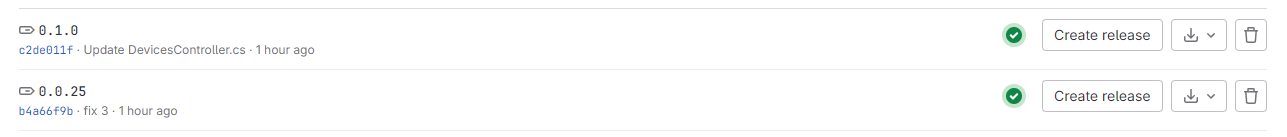 0.1.0
Create release
c2de011f · Update DevicesController.cs · 1 hour ago
0.0.25
Create release
b4a66f9b · fix 3 · 1 hour ago